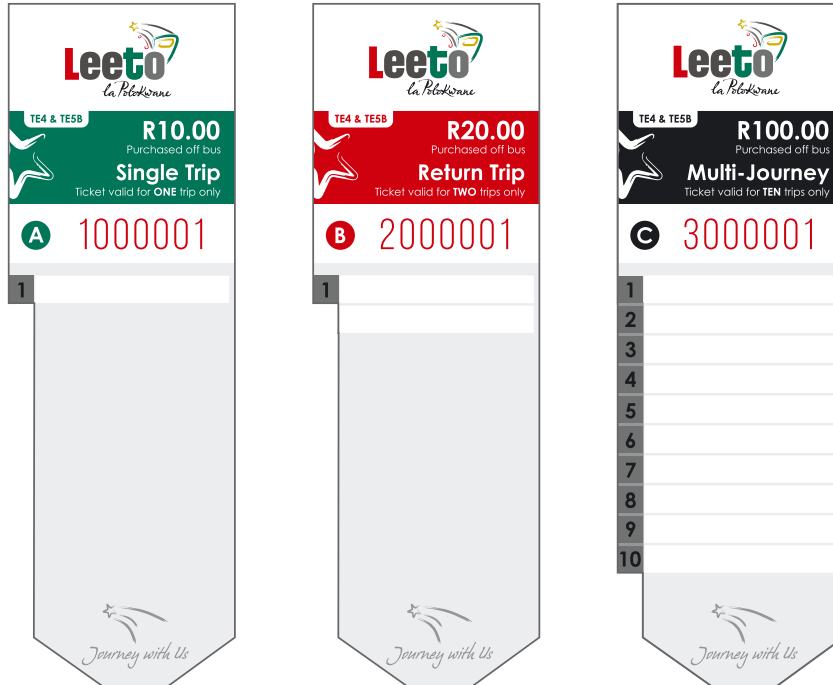 Leeto
la Polokwane
TE4 & TE5B
R10.00
Purchased off bus
Single Trip
Ticket valid for ONE trip only
A 1000001
1
Journey with Us
Leeto
la Polokwane
TE4 & TE5B
R20.00
Purchased off bus
Return Trip
Ticket valid for TWO trips only
B 2000001
1
Journey with Us
Leeto
la Polokwane
TE4 & TE5B
R100.00
Purchased off bus
Multi-Journey
Ticket valid for TEN trips only
C 3000001
1
2
3
4
5
6
7
8
9
10
Journey with Us